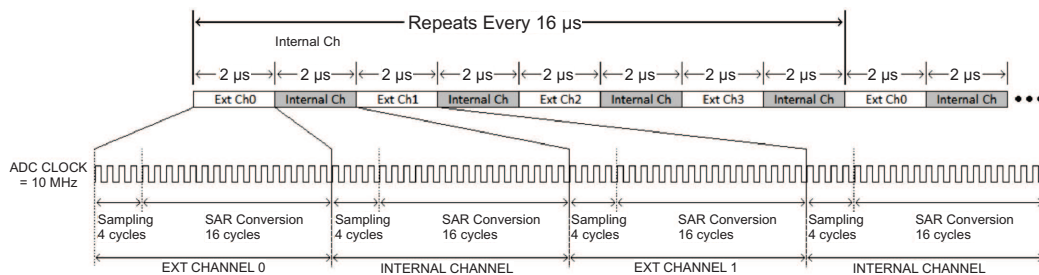 Repeats Every 16 µs
Internal Ch
2 µs 2 µs 2 µs 2 µs 2 µs 2 µs 2 µs 2 µs 2 µs 2 µs
Ext Ch0 Internal Ch Ext Ch1 Internal Ch Ext Ch2 Internal Ch Ext Ch3 Internal Ch Ext Ch0 Internal Ch
ADC CLOCK
= 10 MHz
Sampling SAR Conversion Sampling SAR Conversion Sampling SAR Conversion Sampling SAR Conversion
4 cycles 16 cycles 4 cycles 16 cycles 4 cycles 16 cycles 4 cycles 16 cycles
EXT CHANNEL 0 INTERNAL CHANNEL EXT CHANNEL 1 INTERNAL CHANNEL